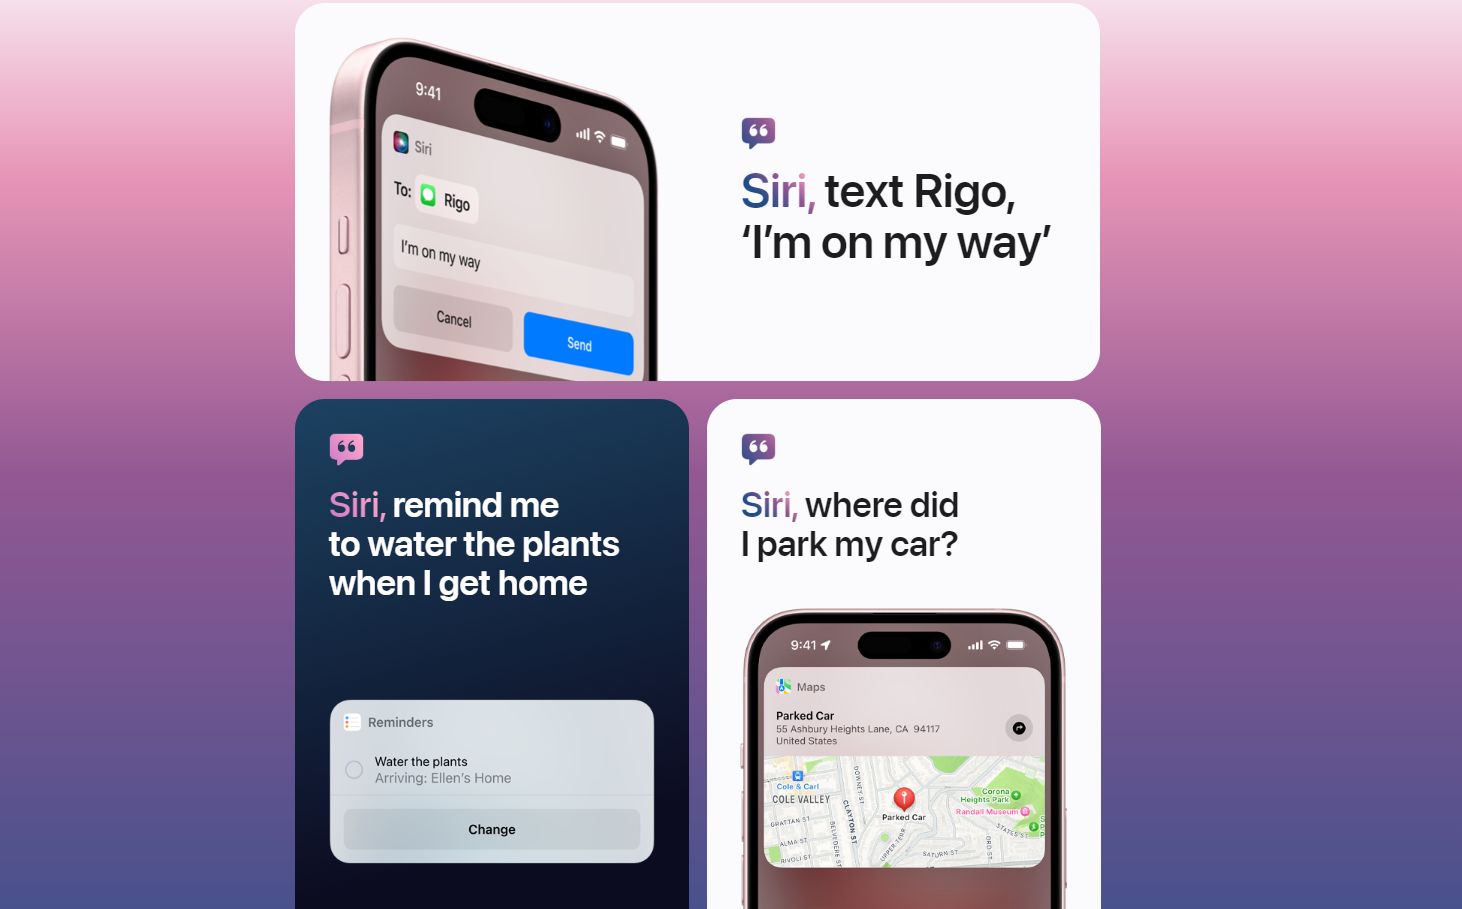 9:41
Siri
To: Rigo
I'm on my way
Cancel
Send
Siri, text Rigo,
‘I’m on my way’
Siri, remind me
to water the plants
when I get home
Reminders
Water the plants
Arriving: Ellen's Home
Change
Siri, where did
I park my car?
9:41
Maps
Parked Car
55 Ashbury Heights Lane, CA 94117
United States
Cole & Carl
COLE VALLEY
DOWNEY ST
CLAYTON ST
GRATTAN ST
BELVEDERE ST
ALMA ST
RIVOLI ST
UPPER TERR
Parked Car
SATURN ST
Corona
Heights Park
Randall Museum
STATES ST
ORD ST